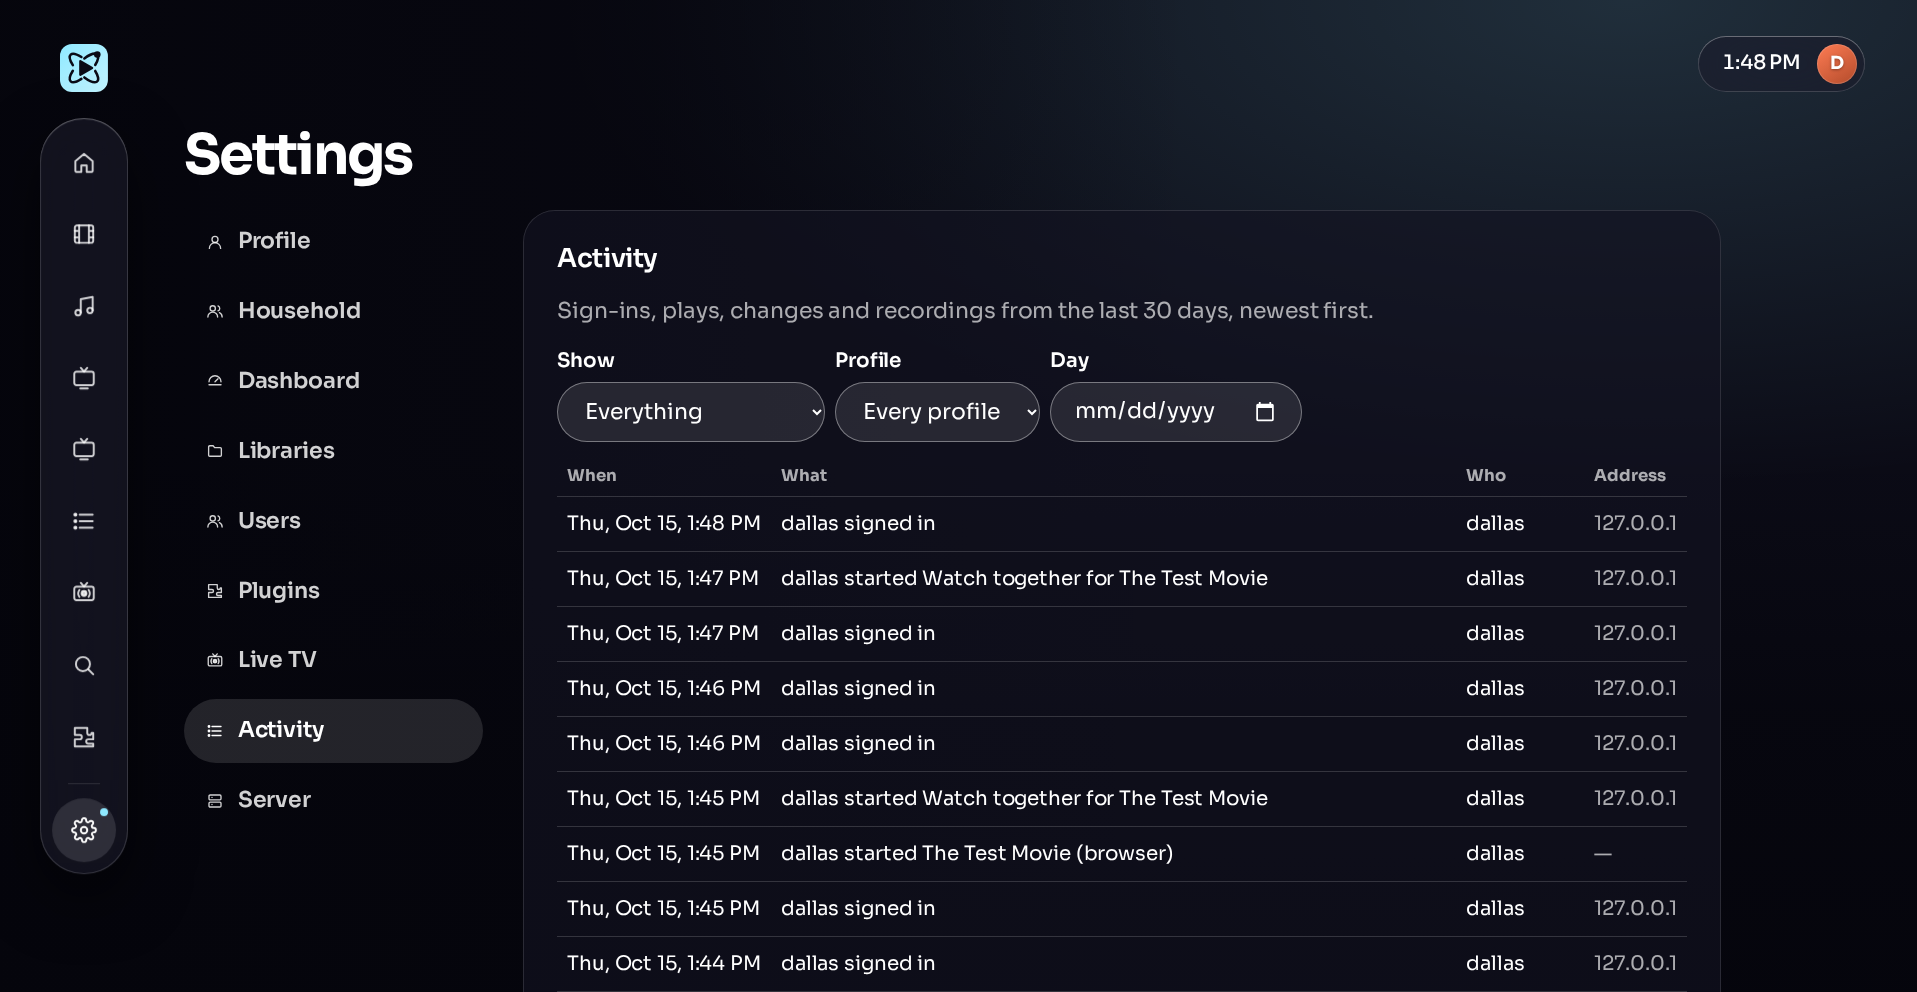 1:48 PM
D
Settings
Profile
Household
Dashboard
Libraries
Users
Plugins
Live TV
Activity
Server
Activity
Sign-ins, plays, changes and recordings from the last 30 days, newest first.
Show Profile Day
Everything Every profile mm/dd/yyyy
When What Who Address
Thu, Oct 15, 1:48 PM dallas signed in dallas 127.0.0.1
Thu, Oct 15, 1:47 PM dallas started Watch together for The Test Movie dallas 127.0.0.1
Thu, Oct 15, 1:47 PM dallas signed in dallas 127.0.0.1
Thu, Oct 15, 1:46 PM dallas signed in dallas 127.0.0.1
Thu, Oct 15, 1:46 PM dallas signed in dallas 127.0.0.1
Thu, Oct 15, 1:45 PM dallas started Watch together for The Test Movie dallas 127.0.0.1
Thu, Oct 15, 1:45 PM dallas started The Test Movie (browser) dallas —
Thu, Oct 15, 1:45 PM dallas signed in dallas 127.0.0.1
Thu, Oct 15, 1:44 PM dallas signed in dallas 127.0.0.1